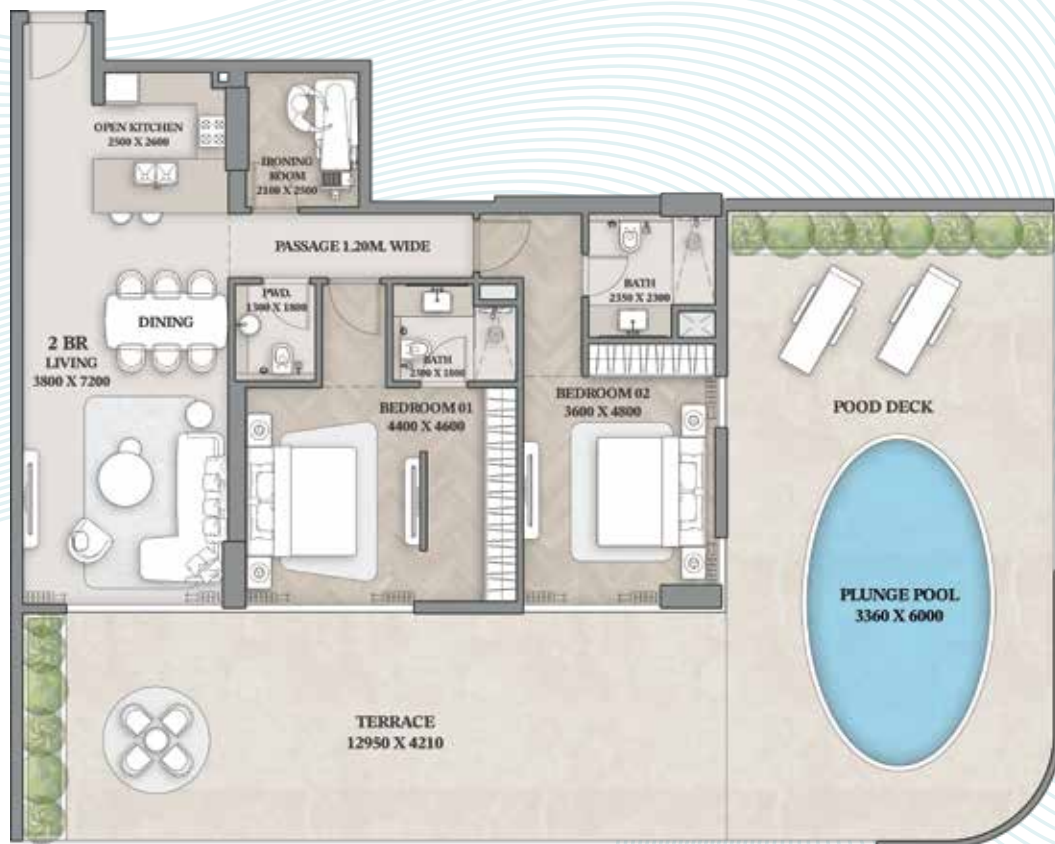 OPEN KITCHEN
2500 X 2600
IRONING
ROOM
2100 X 2500
PASSAGE 1.20M. WIDE
PWD.
1500 X 1800
BATH
2350 X 2300
DINING
2 BR
LIVING
3800 X 7200
BATH
2300 X 1800
BEDROOM 01
4400 X 4600
BEDROOM 02
3600 X 4800
POOD DECK
PLUNGE POOL
3360 X 6000
TERRACE
12950 X 4210